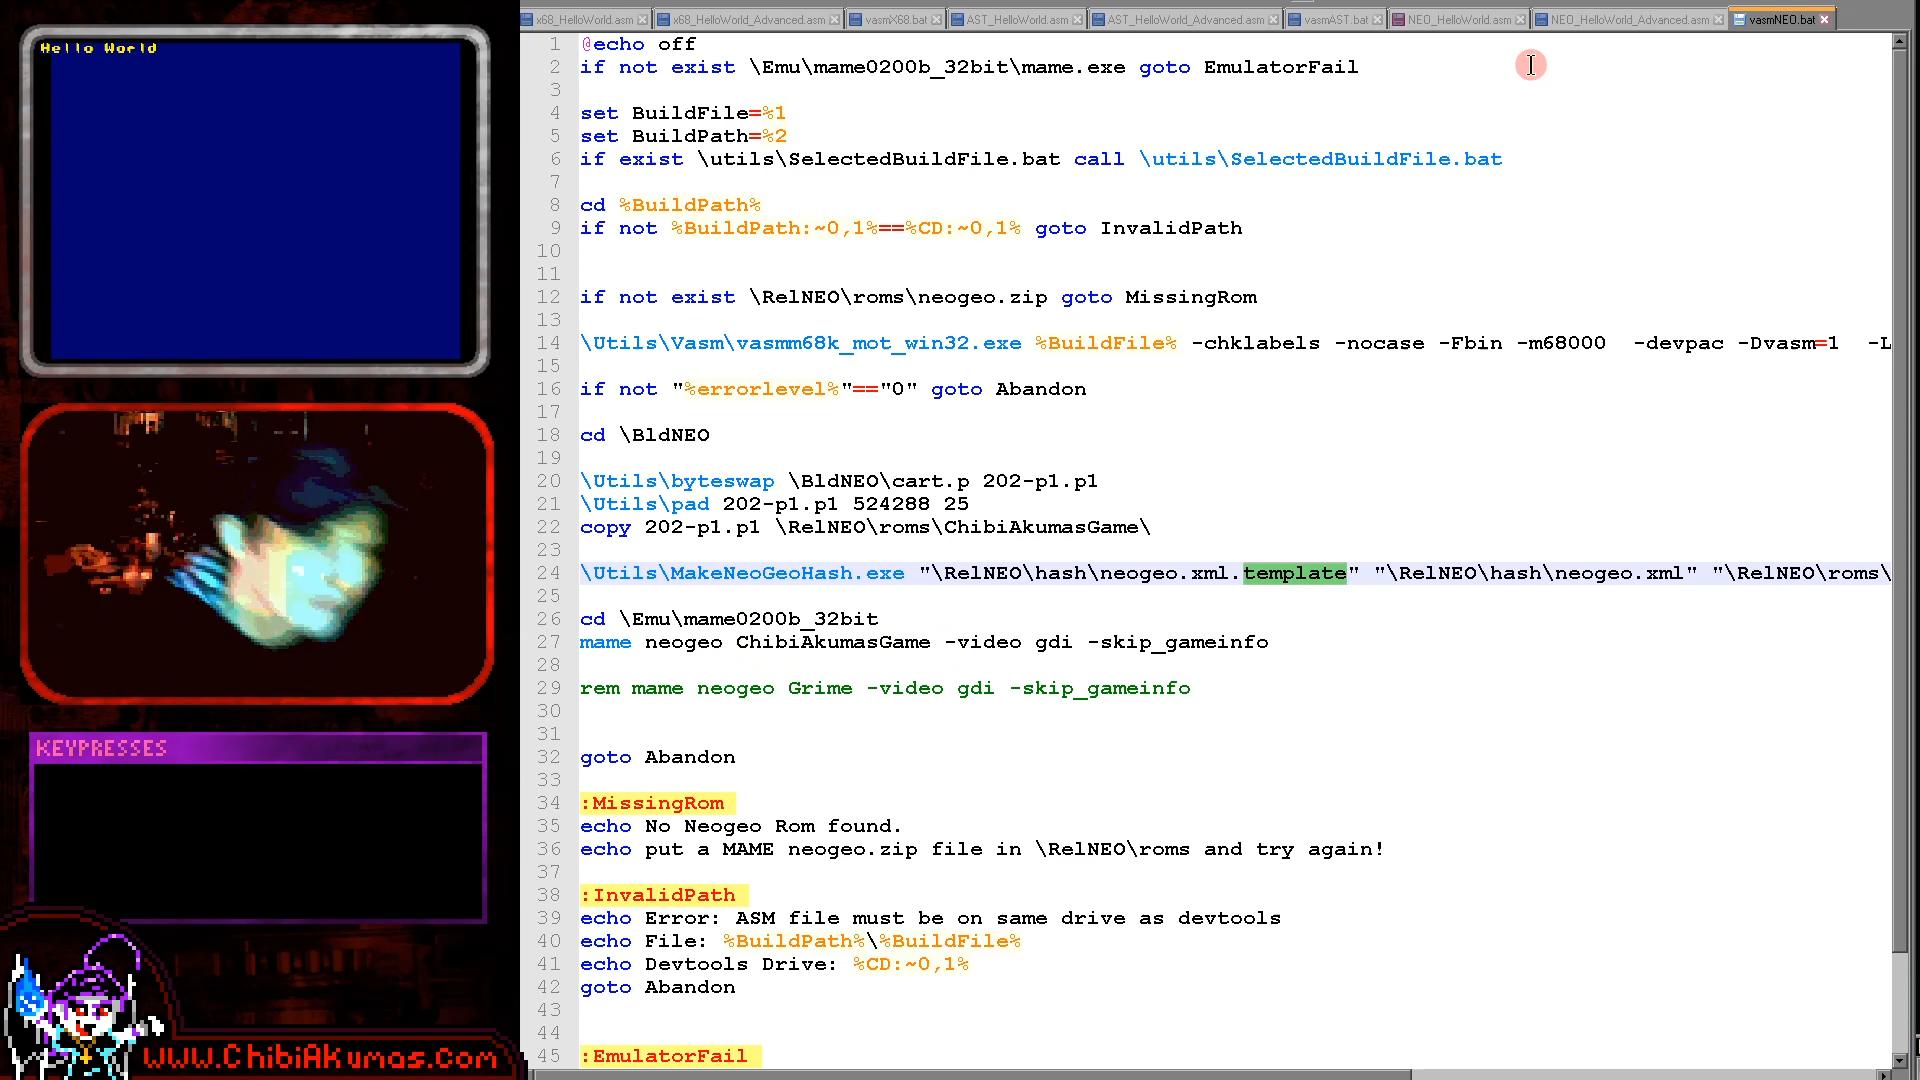 Hello World
KEYPRESSES
www.ChibiAkumas.com
x68_HelloWorld.asm x68_HelloWorld_Advanced.asm vasmX68.bat AST_HelloWorld.asm AST_HelloWorld_Advanced.asm vasmAST.bat NEO_HelloWorld.asm NEO_HelloWorld_Advanced.asm vasmNEO.bat
1 @echo off
2 if not exist \Emu\mame0200b_32bit\mame.exe goto EmulatorFail
3
4 set BuildFile=%1
5 set BuildPath=%2
6 if exist \utils\SelectedBuildFile.bat call \utils\SelectedBuildFile.bat
7
8 cd %BuildPath%
9 if not %BuildPath:~0,1%==%CD:~0,1% goto InvalidPath
10
11
12 if not exist \RelNEO\roms\neogeo.zip goto MissingRom
13
14 \Utils\Vasm\vasmm68k_mot_win32.exe %BuildFile% -chklabels -nocase -Fbin -m68000 -devpac -Dvasm=1 -L
15
16 if not "%errorlevel%"=="0" goto Abandon
17
18 cd \BldNEO
19
20 \Utils\byteswap \BldNEO\cart.p 202-p1.p1
21 \Utils\pad 202-p1.p1 524288 25
22 copy 202-p1.p1 \RelNEO\roms\ChibiAkumasGame\
23
24 \Utils\MakeNeoGeoHash.exe "\RelNEO\hash\neogeo.xml.template" "\RelNEO\hash\neogeo.xml" "\RelNEO\roms\
25
26 cd \Emu\mame0200b_32bit
27 mame neogeo ChibiAkumasGame -video gdi -skip_gameinfo
28
29 rem mame neogeo Grime -video gdi -skip_gameinfo
30
31
32 goto Abandon
33
34 :MissingRom
35 echo No Neogeo Rom found.
36 echo put a MAME neogeo.zip file in \RelNEO\roms and try again!
37
38 :InvalidPath
39 echo Error: ASM file must be on same drive as devtools
40 echo File: %BuildPath%\%BuildFile%
41 echo Devtools Drive: %CD:~0,1%
42 goto Abandon
43
44
45 :EmulatorFail